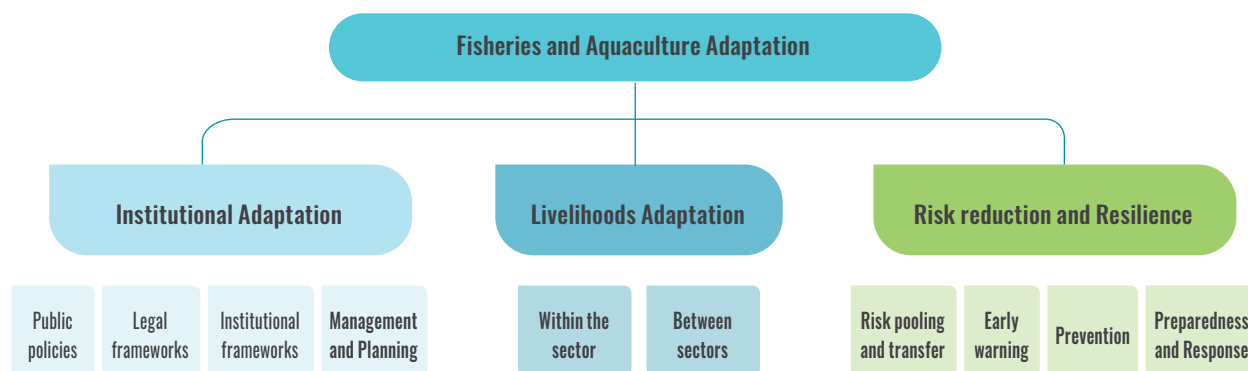 Fisheries and Aquaculture Adaptation
Institutional Adaptation
Livelihoods Adaptation
Risk reduction and Resilience
Public
policies
Legal
frameworks
Institutional
frameworks
Management
and Planning
Within the
sector
Between
sectors
Risk pooling
and transfer
Early
warning
Prevention
Preparedness
and Response